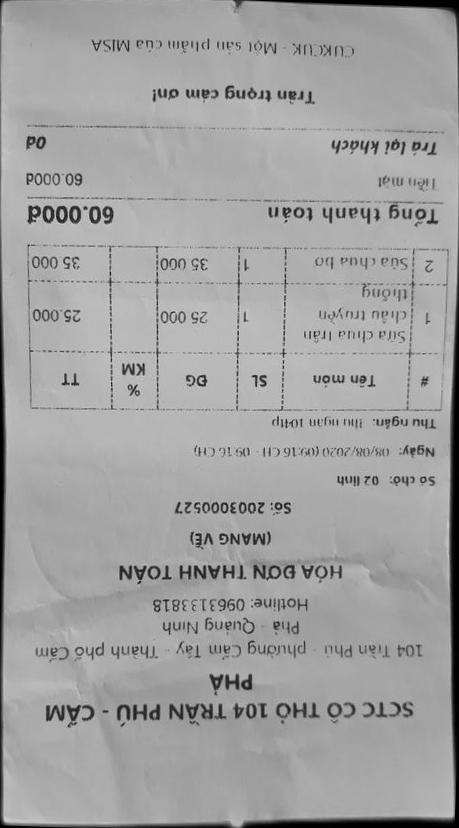 SCTC CÔ THỎ 104 TRẦN PHÚ - CẨM
PHẢ
104 Trần Phú - phường Cẩm Tây - Thành phố Cẩm
Phả - Quảng Ninh
Hotline: 0963133818
HÓA ĐƠN THANH TOÁN
(MANG VỀ)
Số: 2003000527
Số chờ: 02 linh
Ngày: 08/08/2020 (09:16 CH - 09:16 CH)
Thu ngân: Thu ngan 104tp
# Tên món SL ĐG % KM TT
Sữa chua trân
1 châu truyền 1 25 000 25.000
thống
2 Sữa chua bơ 1 35 000 35 000
Tổng thanh toán 60.000đ
Tiền mặt 60.000đ
Trả lại khách 0đ
Trân trọng cám ơn!
CUKCUK - Một sản phẩm của MISA